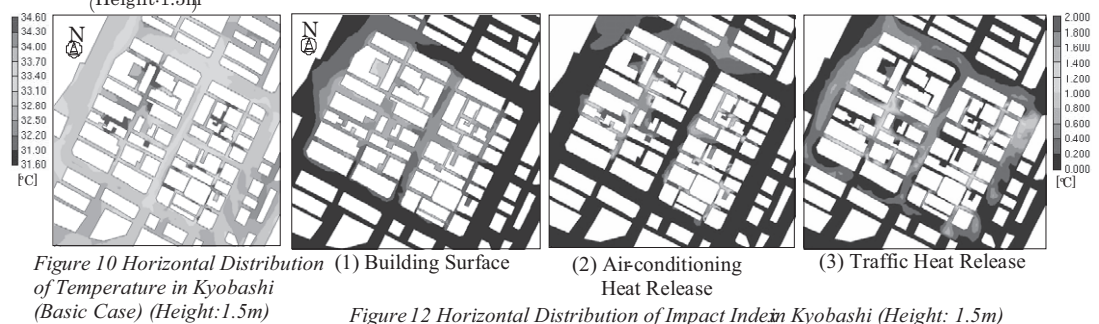 (Height:1.5m)
34.60
34.30
34.00
33.70
33.40
33.10
32.80
32.50
32.20
31.90
31.60
[°C]
N
N
N
2.000
1.800
1.600
1.400
1.200
1.000
0.800
0.600
0.400
0.200
0.000
[°C]
Figure 10 Horizontal Distribution
of Temperature in Kyobashi
(Basic Case) (Height:1.5m)
(1) Building Surface
(2) Air-conditioning
Heat Release
(3) Traffic Heat Release
Figure 12 Horizontal Distribution of Impact Index in Kyobashi (Height: 1.5m)